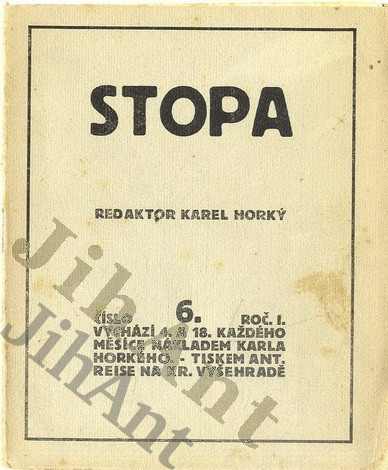 STOPA
REDAKTOR KAREL HORKÝ
ČÍSLO 6. ROČ. I.
VYCHÁZÍ 4. A 18. KAŽDÉHO
MĚSÍCE NÁKLADEM KARLA
HORKÉHO - TISKEM ANT.
REISE NA KR. VYŠEHRADĚ
JihAnt
JihAnt